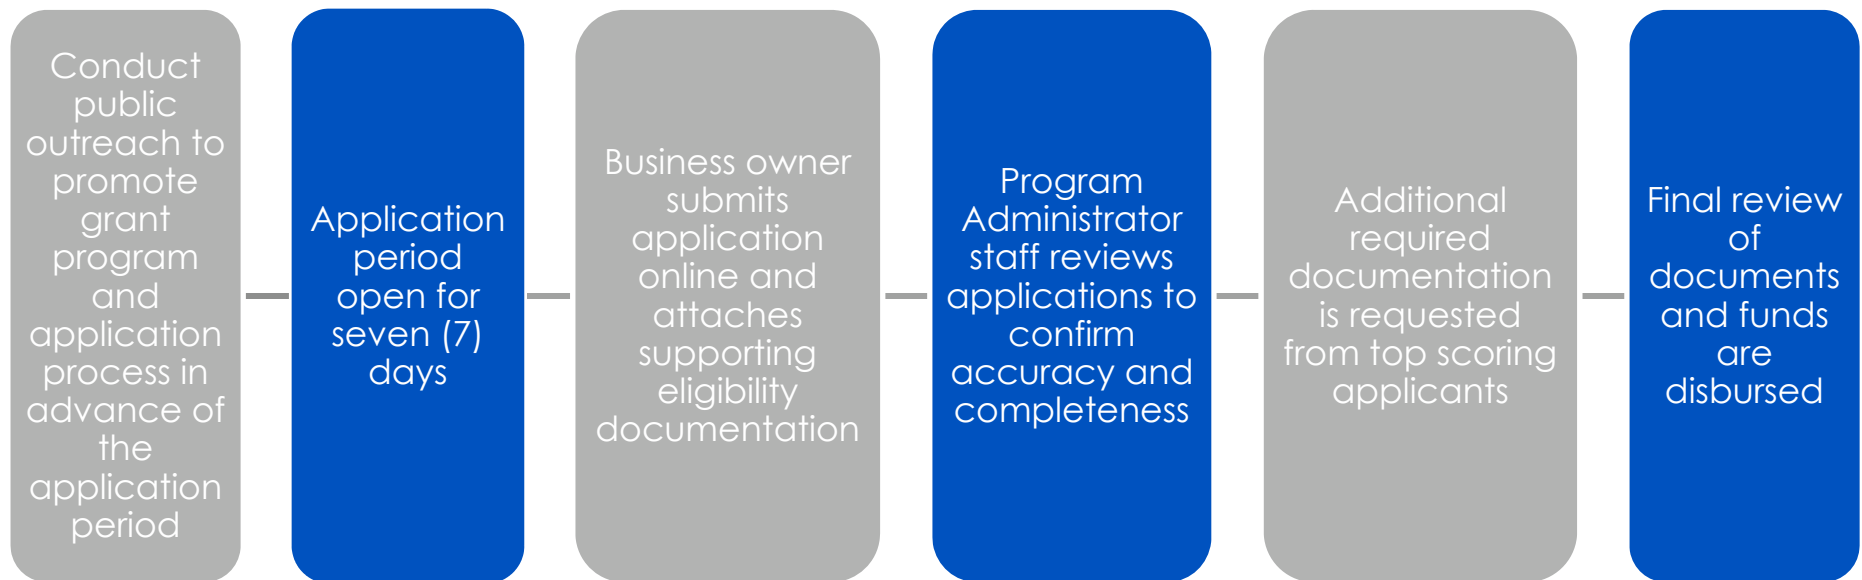 Conduct
public
outreach to
promote
grant
program
and
application
process in
advance of
the
application
period
Application
period
open for
seven (7)
days
Business owner
submits
application
online and
attaches
supporting
eligibility
documentation
Program
Administrator
staff reviews
applications to
confirm
accuracy and
completeness
Additional
required
documentation
is requested
from top scoring
applicants
Final review
of
documents
and funds
are
disbursed